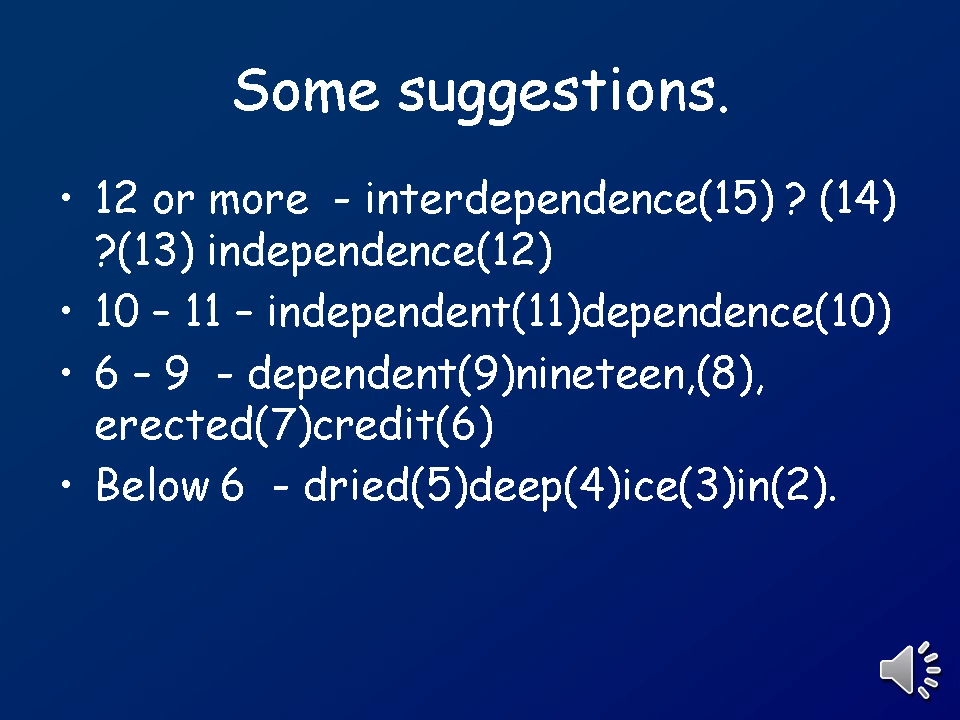 Some suggestions.
• 12 or more - interdependence(15) ? (14)
?(13) independence(12)
• 10 – 11 – independent(11)dependence(10)
• 6 – 9 - dependent(9)nineteen,(8),
erected(7)credit(6)
• Below 6 - dried(5)deep(4)ice(3)in(2).